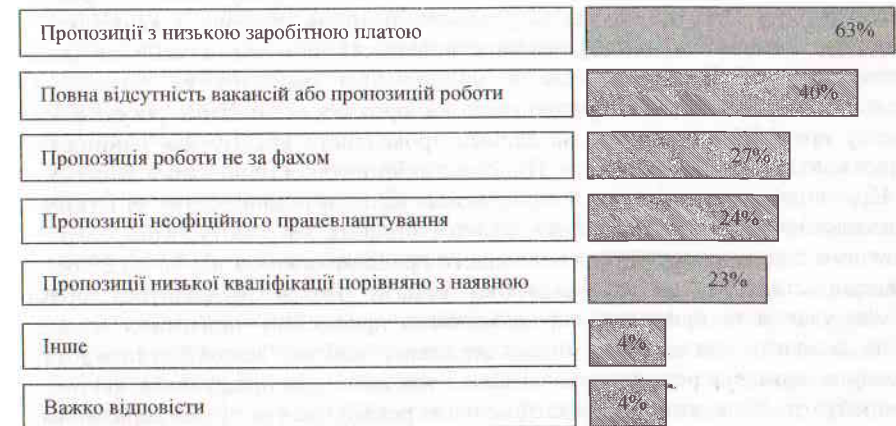 Пропозиції з низькою заробітною платою 63%
Повна відсутність вакансій або пропозицій роботи 40%
Пропозиція роботи не за фахом 27%
Пропозиції неофіційного працевлаштування 24%
Пропозиції низької кваліфікації порівняно з наявною 23%
Інше 4%
Важко відповісти 4%